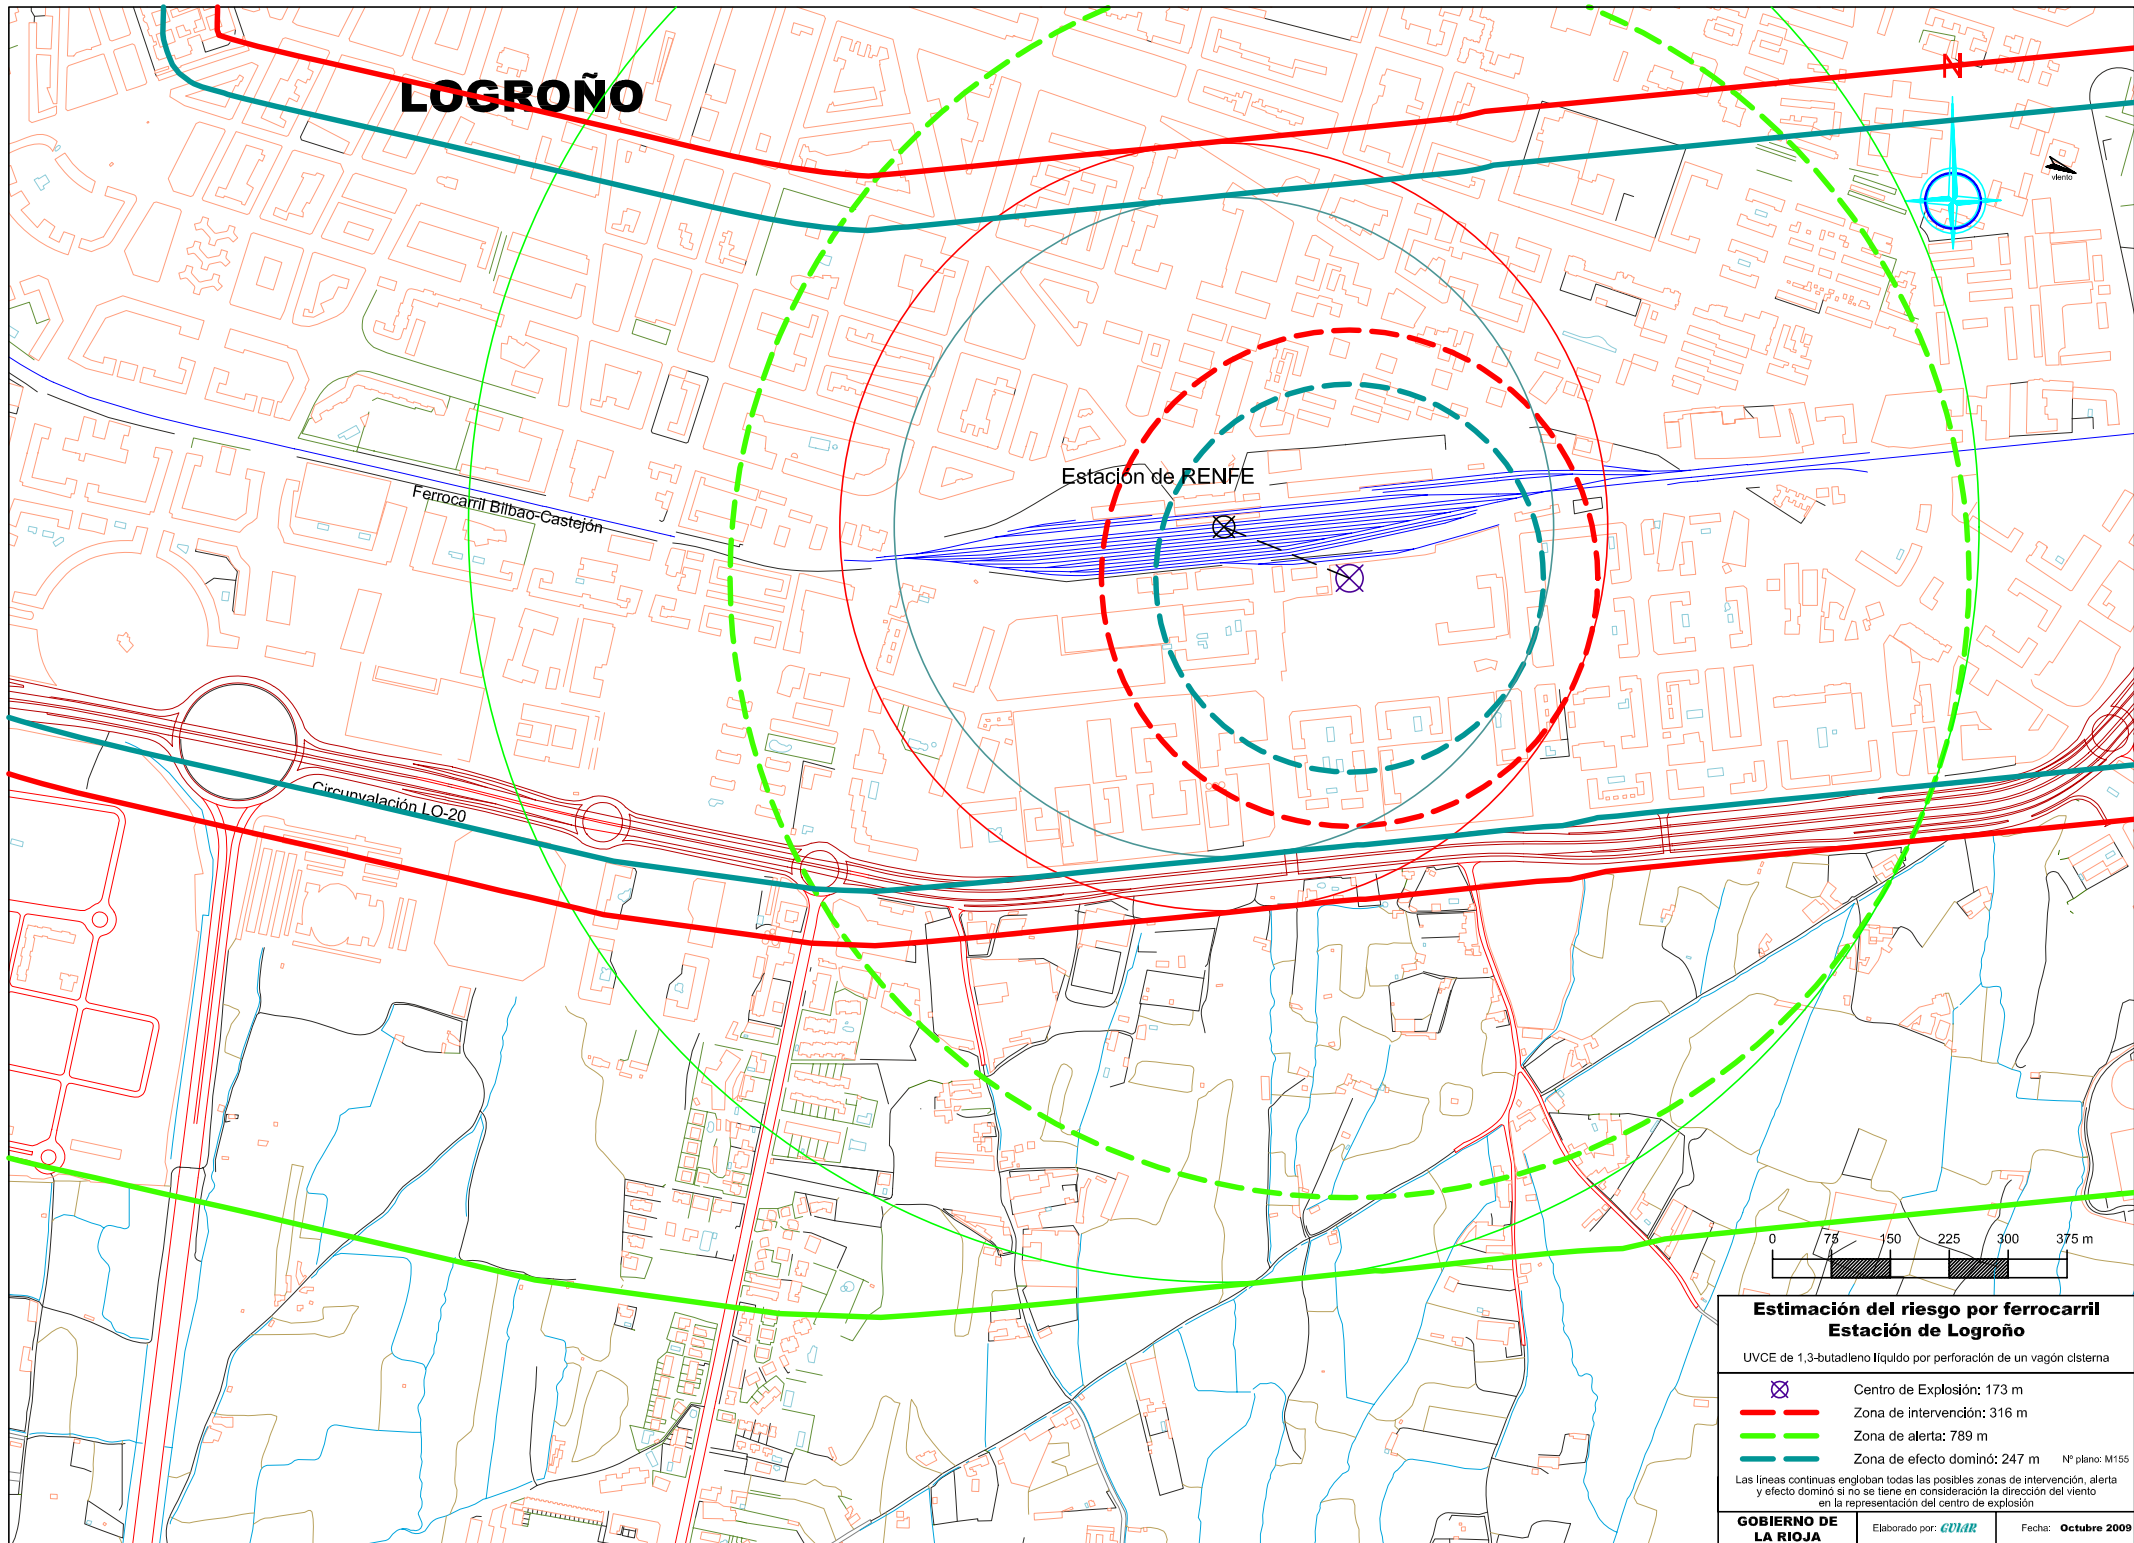 LOGROÑO
N
viento
Estación de RENFE
Ferrocarril Bilbao-Castejón
Circunvalación LO-20
0 75 150 225 300 375 m
Estimación del riesgo por ferrocarril
Estación de Logroño
UVCE de 1,3-butadieno líquido por perforación de un vagón cisterna
Centro de Explosión: 173 m
Zona de intervención: 316 m
Zona de alerta: 789 m
Zona de efecto dominó: 247 m
Nº plano: M155
Las líneas continuas engloban todas las posibles zonas de intervención, alerta
y efecto dominó si no se tiene en consideración la dirección del viento
en la representación del centro de explosión
GOBIERNO DE
LA RIOJA
Elaborado por: GUIAR
Fecha: Octubre 2009